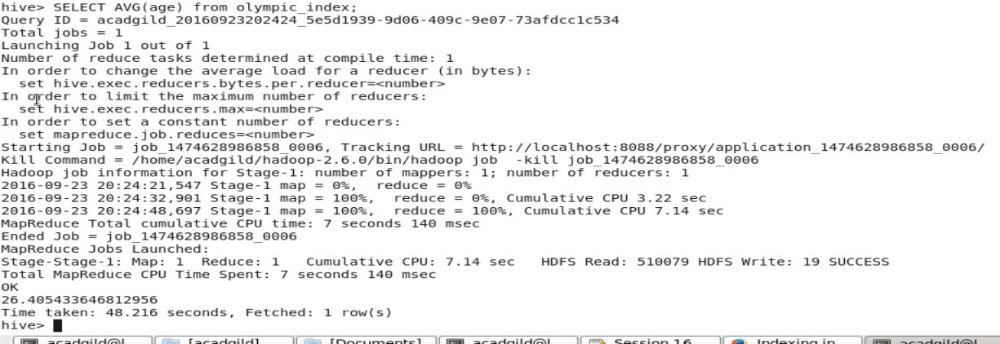 hive> SELECT AVG(age) from olympic_index;
Query ID = acadgild_20160923202424_5e5d1939-9d06-409c-9e07-73afdcc1c534
Total jobs = 1
Launching Job 1 out of 1
Number of reduce tasks determined at compile time: 1
In order to change the average load for a reducer (in bytes):
  set hive.exec.reducers.bytes.per.reducer=<number>
In order to limit the maximum number of reducers:
  set hive.exec.reducers.max=<number>
In order to set a constant number of reducers:
  set mapreduce.job.reduces=<number>
Starting Job = job_1474628986858_0006, Tracking URL = http://localhost:8088/proxy/application_1474628986858_0006/
Kill Command = /home/acadgild/hadoop-2.6.0/bin/hadoop job  -kill job_1474628986858_0006
Hadoop job information for Stage-1: number of mappers: 1; number of reducers: 1
2016-09-23 20:24:21,547 Stage-1 map = 0%,  reduce = 0%
2016-09-23 20:24:32,901 Stage-1 map = 100%,  reduce = 0%, Cumulative CPU 3.22 sec
2016-09-23 20:24:48,697 Stage-1 map = 100%,  reduce = 100%, Cumulative CPU 7.14 sec
MapReduce Total cumulative CPU time: 7 seconds 140 msec
Ended Job = job_1474628986858_0006
MapReduce Jobs Launched:
Stage-Stage-1: Map: 1  Reduce: 1   Cumulative CPU: 7.14 sec   HDFS Read: 510079 HDFS Write: 19 SUCCESS
Total MapReduce CPU Time Spent: 7 seconds 140 msec
OK
26.405433646812956
Time taken: 48.216 seconds, Fetched: 1 row(s)
hive>
acadgild@l [acadgild] [Documents] acadgild@l Session 16 Indexing in acadgild@l